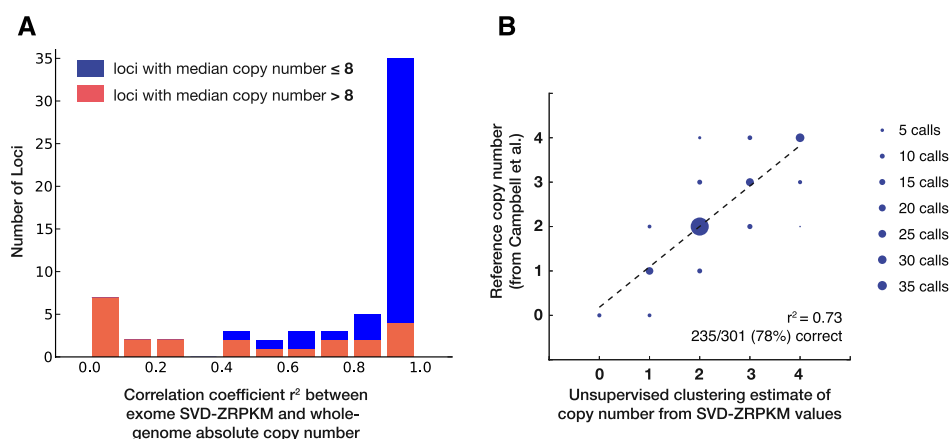 A
Number of Loci
35
30
25
20
15
10
5
0
loci with median copy number ≤ 8
loci with median copy number > 8
0.0 0.2 0.4 0.6 0.8 1.0
Correlation coefficient r² between
exome SVD-ZRPKM and whole-
genome absolute copy number
B
Reference copy number
(from Campbell et al.)
4
3
2
1
0
r² = 0.73
235/301 (78%) correct
0 1 2 3 4
Unsupervised clustering estimate of
copy number from SVD-ZRPKM values
5 calls
10 calls
15 calls
20 calls
25 calls
30 calls
35 calls